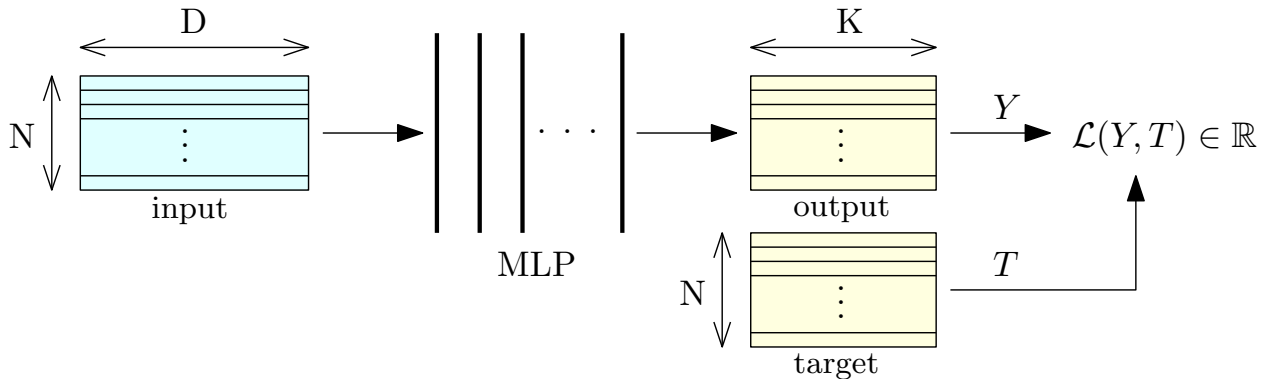 D
K
N
Y
L(Y, T) ∈ ℝ
input
output
MLP
N
T
target